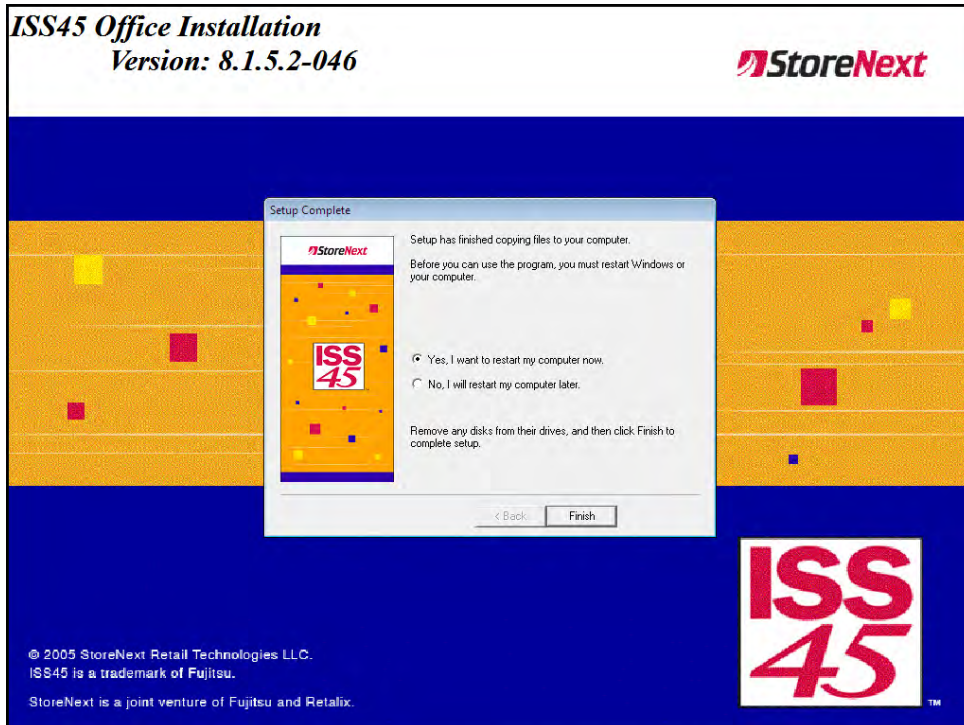 ISS45 Office Installation
Version: 8.1.5.2-046
StoreNext
Setup Complete
StoreNext
ISS
45
Setup has finished copying files to your computer.
Before you can use the program, you must restart Windows or
your computer.
Yes, I want to restart my computer now.
No, I will restart my computer later.
Remove any disks from their drives, and then click Finish to
complete setup.
< Back
Finish
ISS
45
TM
© 2005 StoreNext Retail Technologies LLC.
ISS45 is a trademark of Fujitsu.
StoreNext is a joint venture of Fujitsu and Retalix.